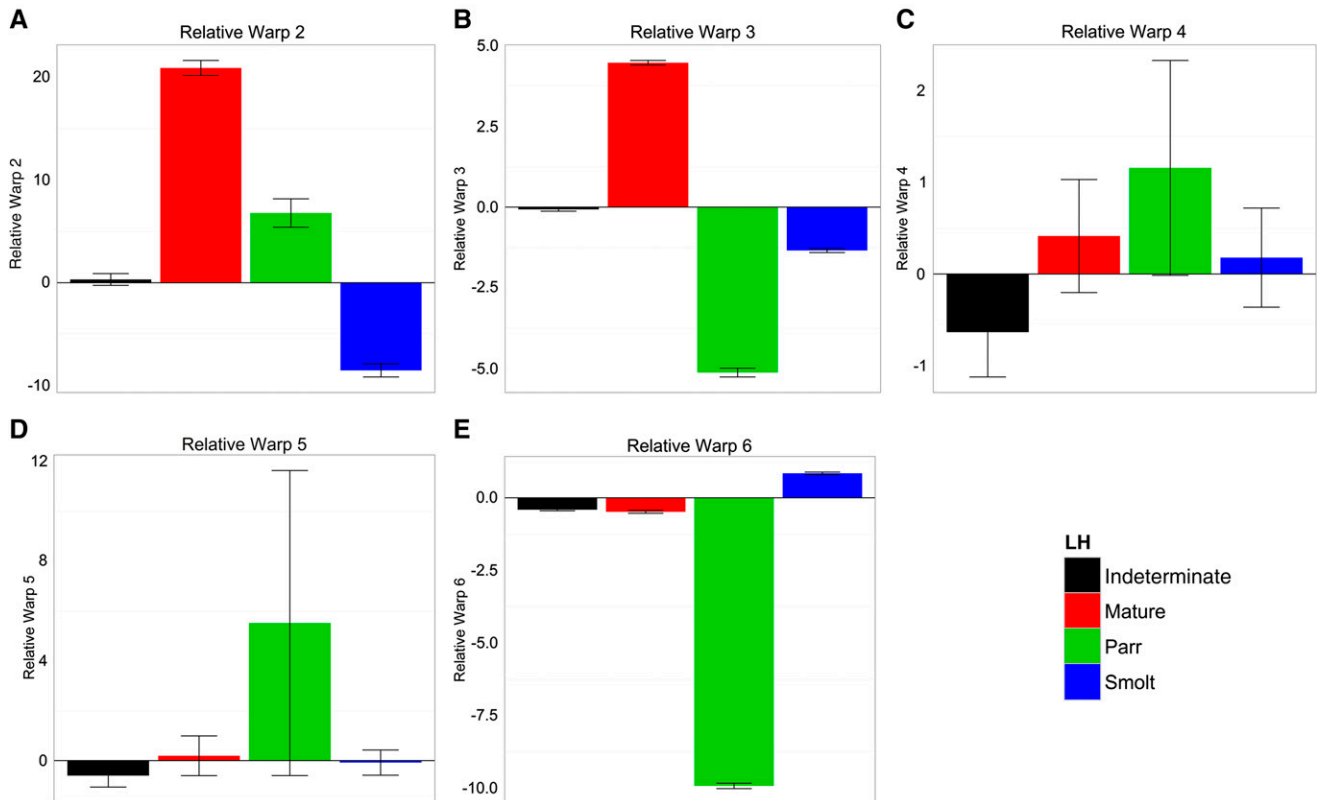 A
Relative Warp 2
Relative Warp 2
20
10
0
-10
B
Relative Warp 3
Relative Warp 3
5.0
2.5
0.0
-2.5
-5.0
C
Relative Warp 4
Relative Warp 4
2
1
0
-1
D
Relative Warp 5
Relative Warp 5
12
8
4
0
E
Relative Warp 6
Relative Warp 6
0.0
-2.5
-5.0
-7.5
-10.0
LH
Indeterminate
Mature
Parr
Smolt